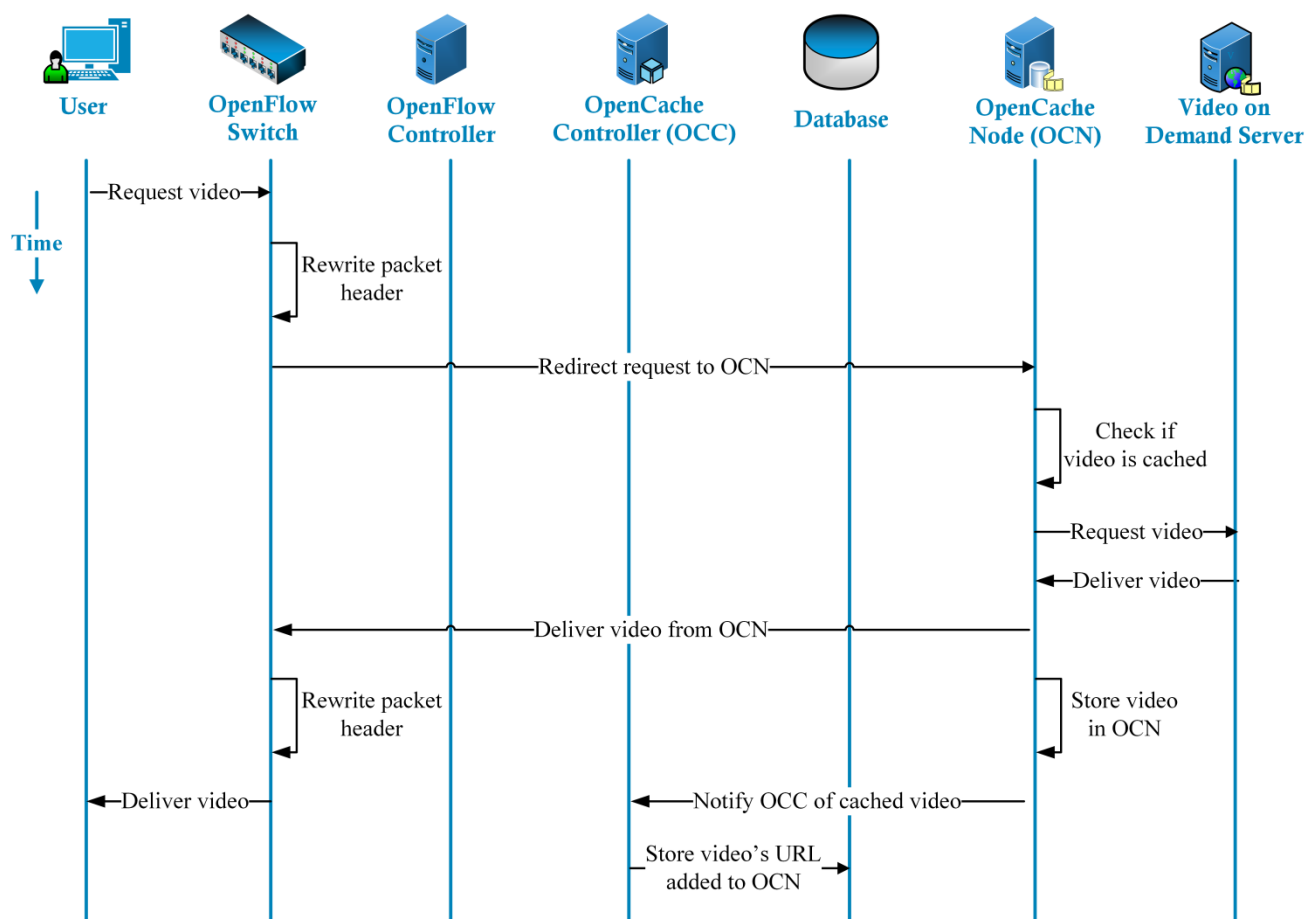 User
OpenFlow
Switch
OpenFlow
Controller
OpenCache
Controller (OCC)
Database
OpenCache
Node (OCN)
Video on
Demand Server
Request video
Time
Rewrite packet
header
Redirect request to OCN
Check if
video is cached
Request video
Deliver video
Deliver video from OCN
Rewrite packet
header
Store video
in OCN
Deliver video
Notify OCC of cached video
Store video’s URL
added to OCN